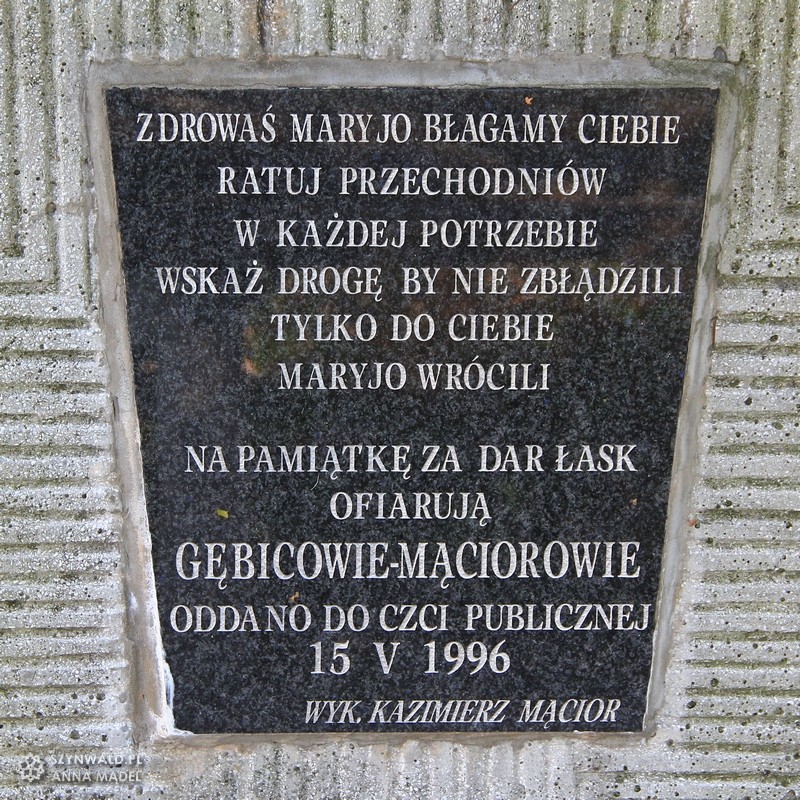 ZDROWAŚ MARYJO BŁAGAMY CIEBIE
RATUJ PRZECHODNIÓW
W KAŻDEJ POTRZEBIE
WSKAŻ DROGĘ BY NIE ZBŁĄDZILI
TYLKO DO CIEBIE
MARYJO WRÓCILI
NA PAMIĄTKĘ ZA DAR ŁASK
OFIARUJĄ
GĘBICOWIE-MĄCIOROWIE
ODDANO DO CZCI PUBLICZNEJ
15 V 1996
WYK. KAZIMIERZ MĄCIOR
SZYNWALD.PL
ANNA MADEL